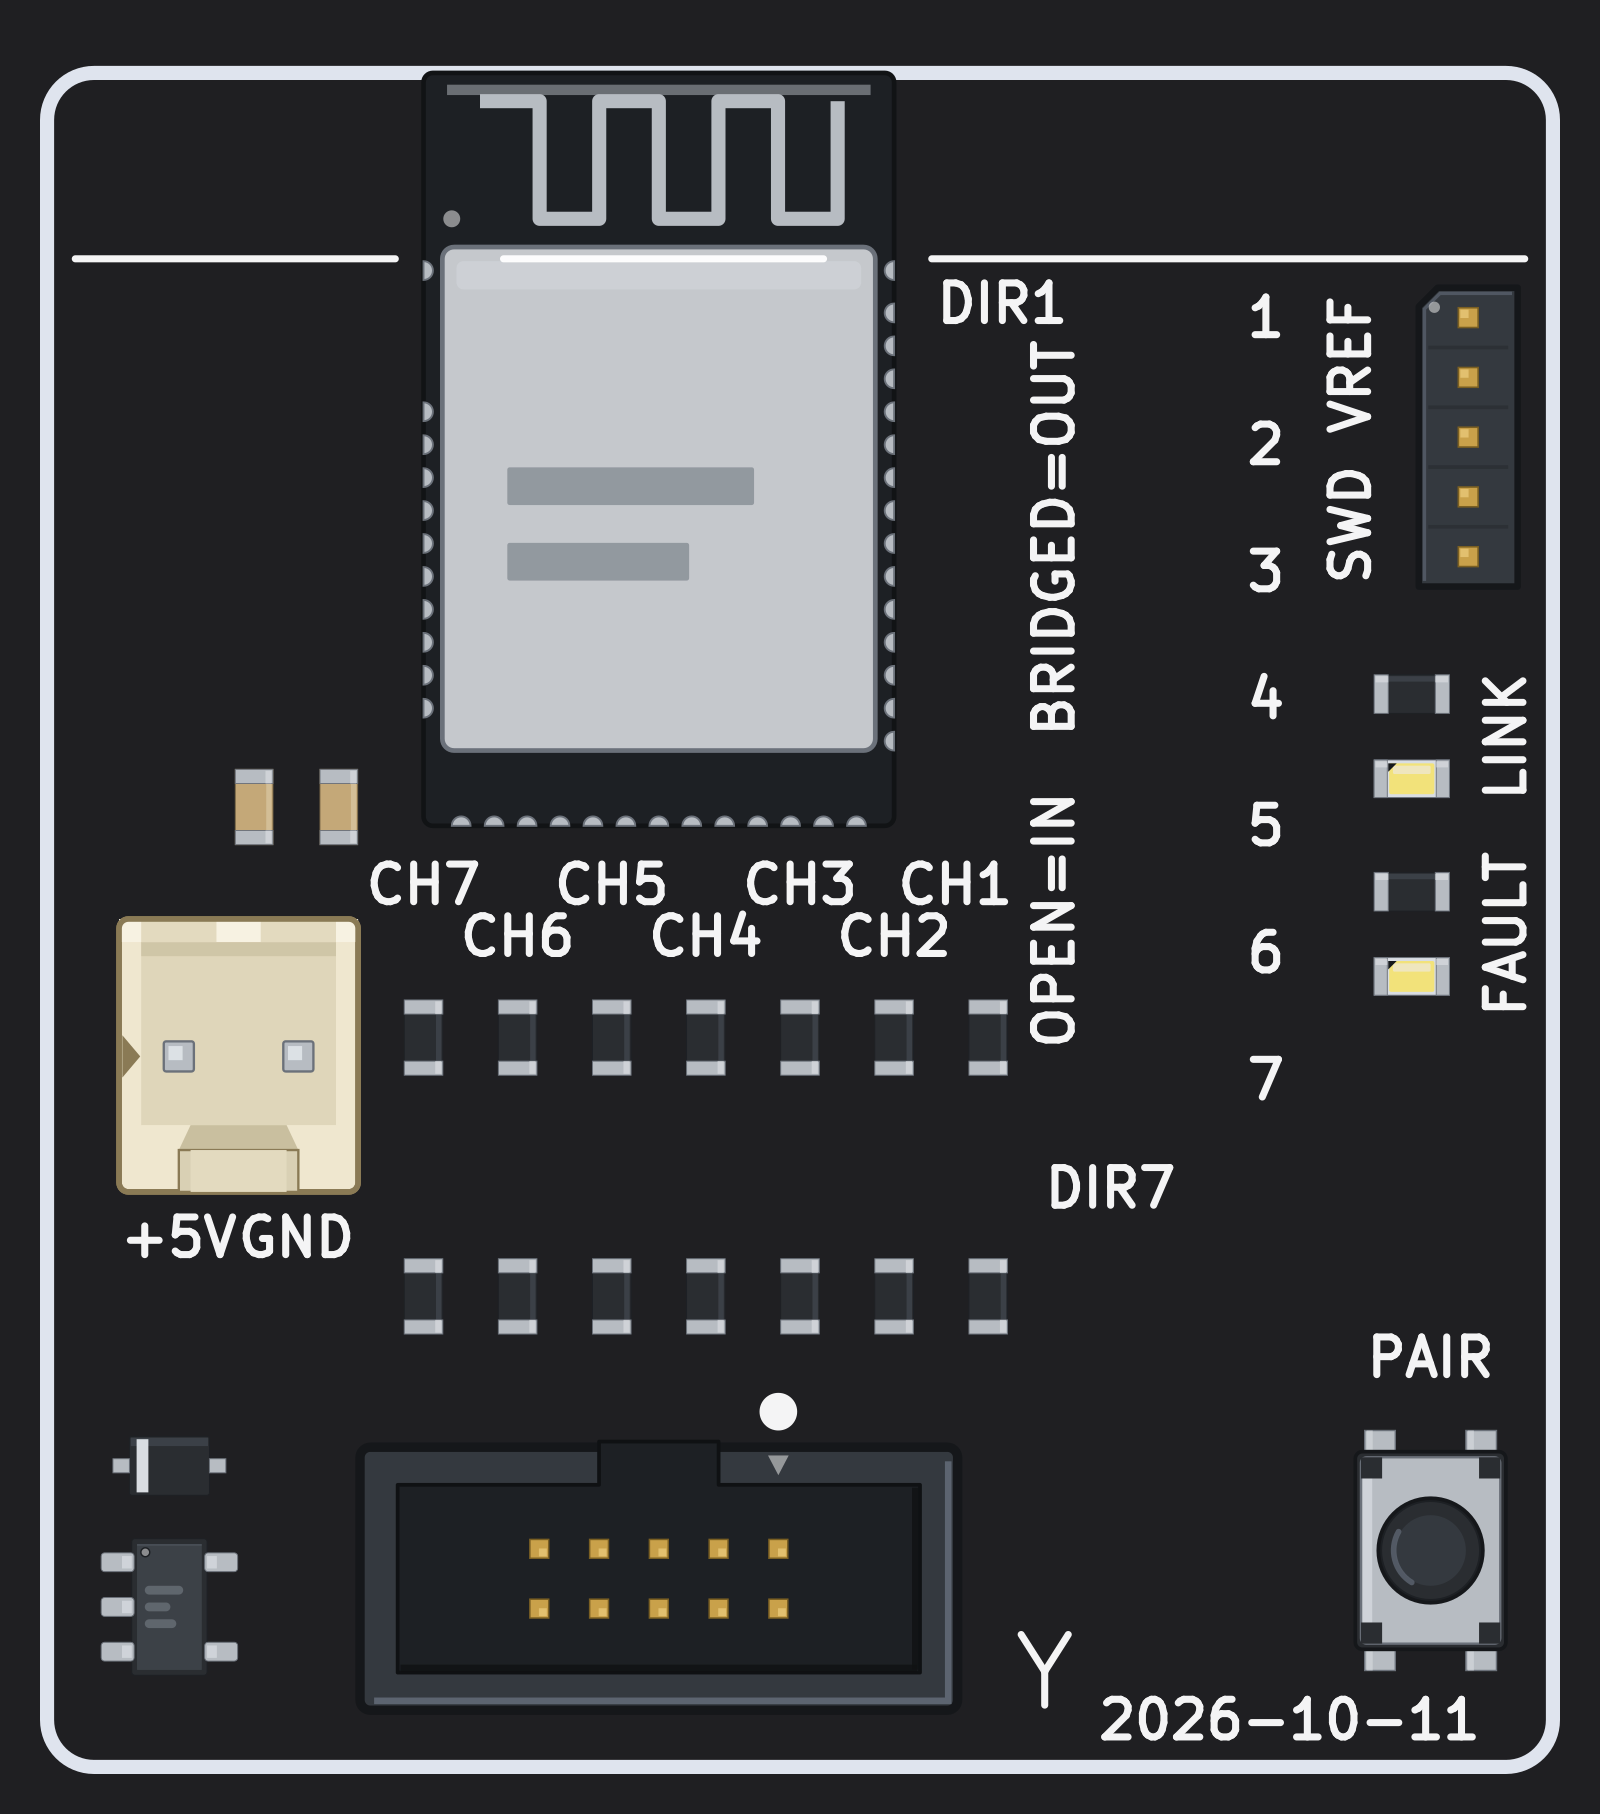 DIR1
1
2
3
4
5
6
7
SWD VREF
OPEN=IN BRIDGED=OUT
FAULT LINK
CH7 CH5 CH3 CH1
CH6 CH4 CH2
DIR7
+5VGND
PAIR
Y
2026-10-11